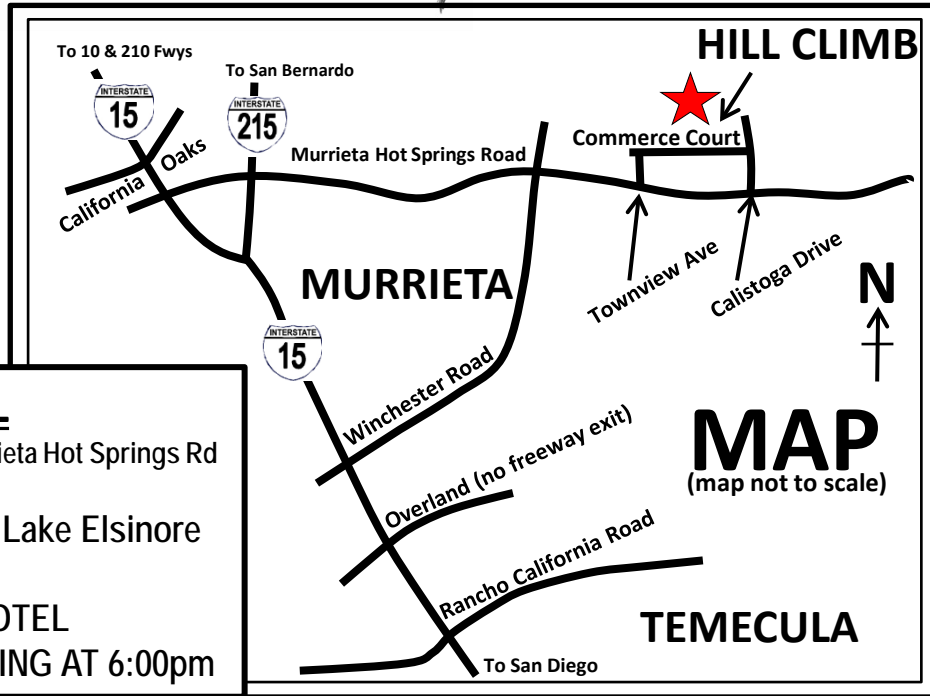 To 10 & 210 Fwys
HILL CLIMB
To San Bernardo
INTERSTATE
15
INTERSTATE
215
Commerce Court
Murrieta Hot Springs Road
California Oaks
MURRIETA
Townview Ave
Calistoga Drive
N
INTERSTATE
15
Winchester Road
MAP
(map not to scale)
Overland (no freeway exit)
Rancho California Road
TEMECULA
To San Diego
ieta Hot Springs Rd
Lake Elsinore
OTEL
ING AT 6:00pm